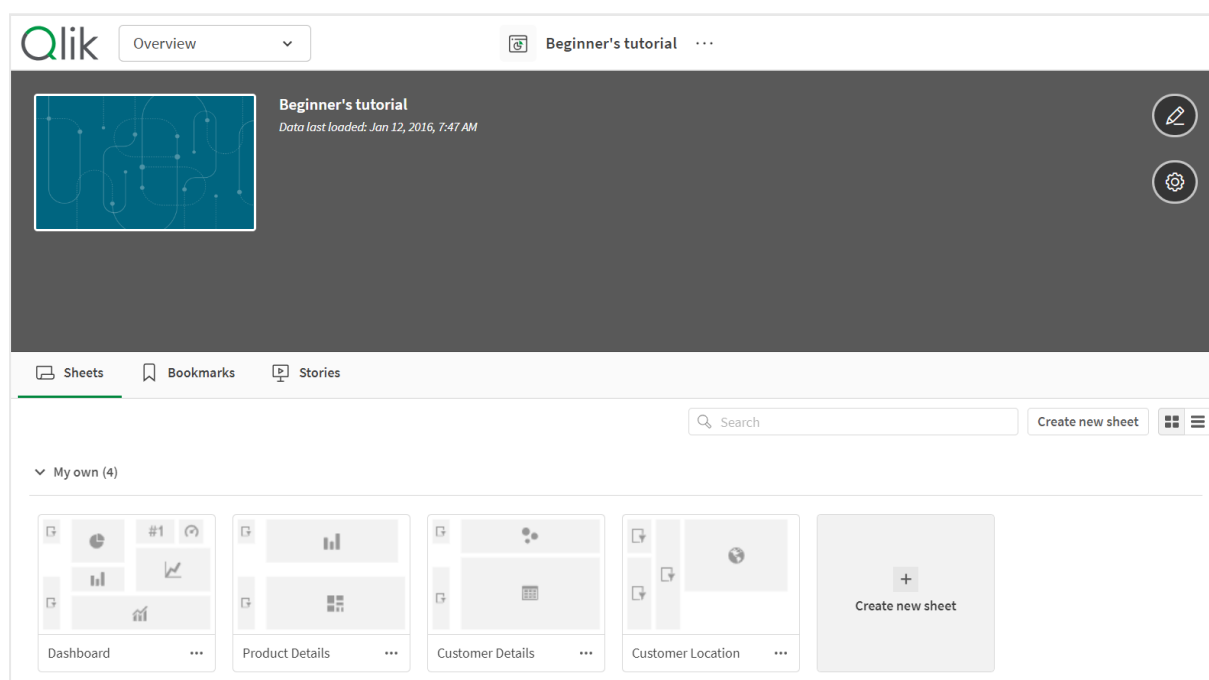 Qlik
Overview
Beginner's tutorial ...
Beginner's tutorial
Data last loaded: Jan 12, 2016, 7:47 AM
Sheets
Bookmarks
Stories
Search
Create new sheet
My own (4)
#1
Create new sheet
Dashboard ...
Product Details ...
Customer Details ...
Customer Location ...